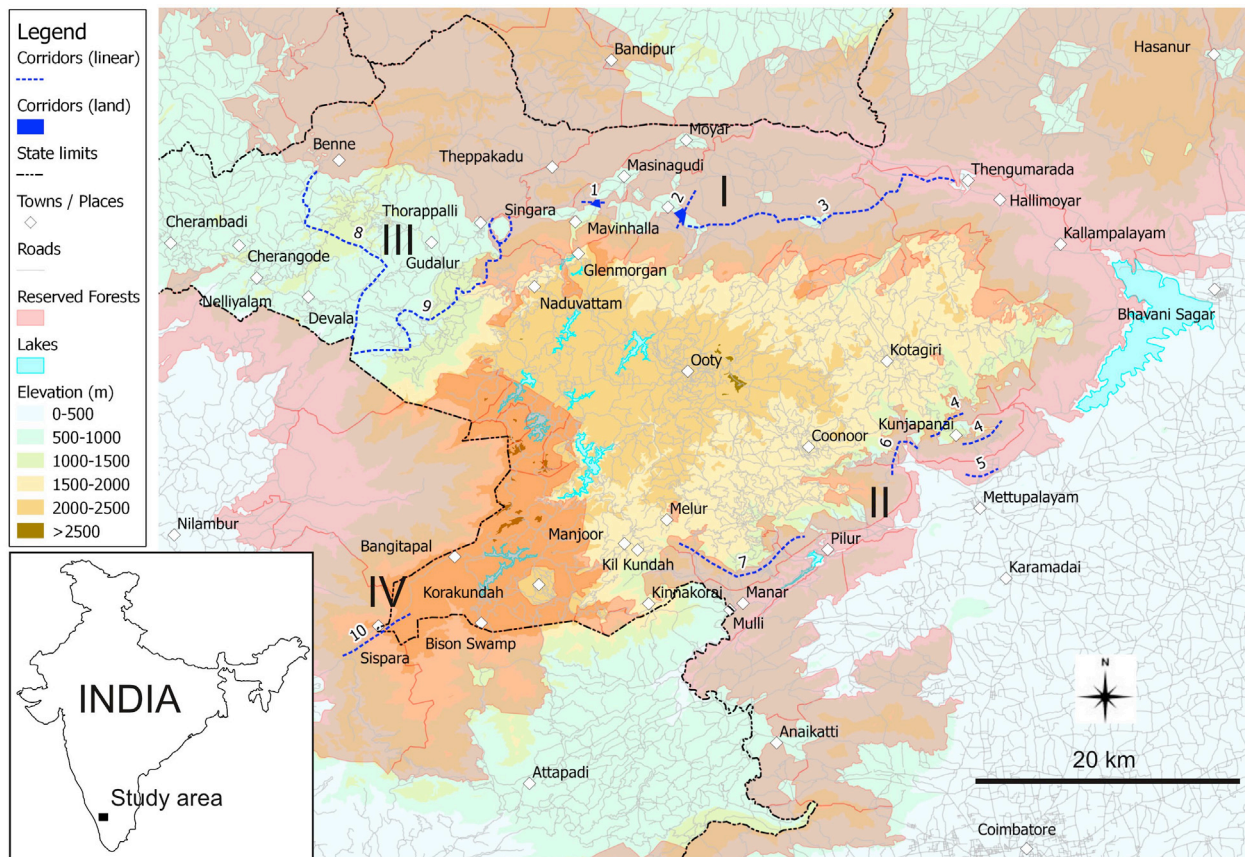 Legend
Corridors (linear)
Corridors (land)
State limits
Towns / Places
Roads
Reserved Forests
Lakes
Elevation (m)
0-500
500-1000
1000-1500
1500-2000
2000-2500
>2500
Bandipur
Hasanur
Moyar
Benne
Theppakadu
Masinagudi
I
Thengumarada
1
2
3
Hallimoyar
Cherambadi
Thorappalli
Singara
8
III
Mavinhalla
Kallampalayam
Cherangode
Gudalur
Glenmorgan
Nelliyalam
Devala
9
Naduvattam
Bhavani Sagar
Ooty
Kotagiri
4
Kunjapanai
4
Coonoor
6
5
Mettupalayam
II
Melur
Nilambur
Manjoor
Bangitapal
Kil Kundah
7
Pilur
Karamadai
IV
Korakundah
Kinnakorai
Manar
Mulli
10
Sispara
Bison Swamp
N
Anaikatti
20 km
Attapadi
Coimbatore
INDIA
Study area